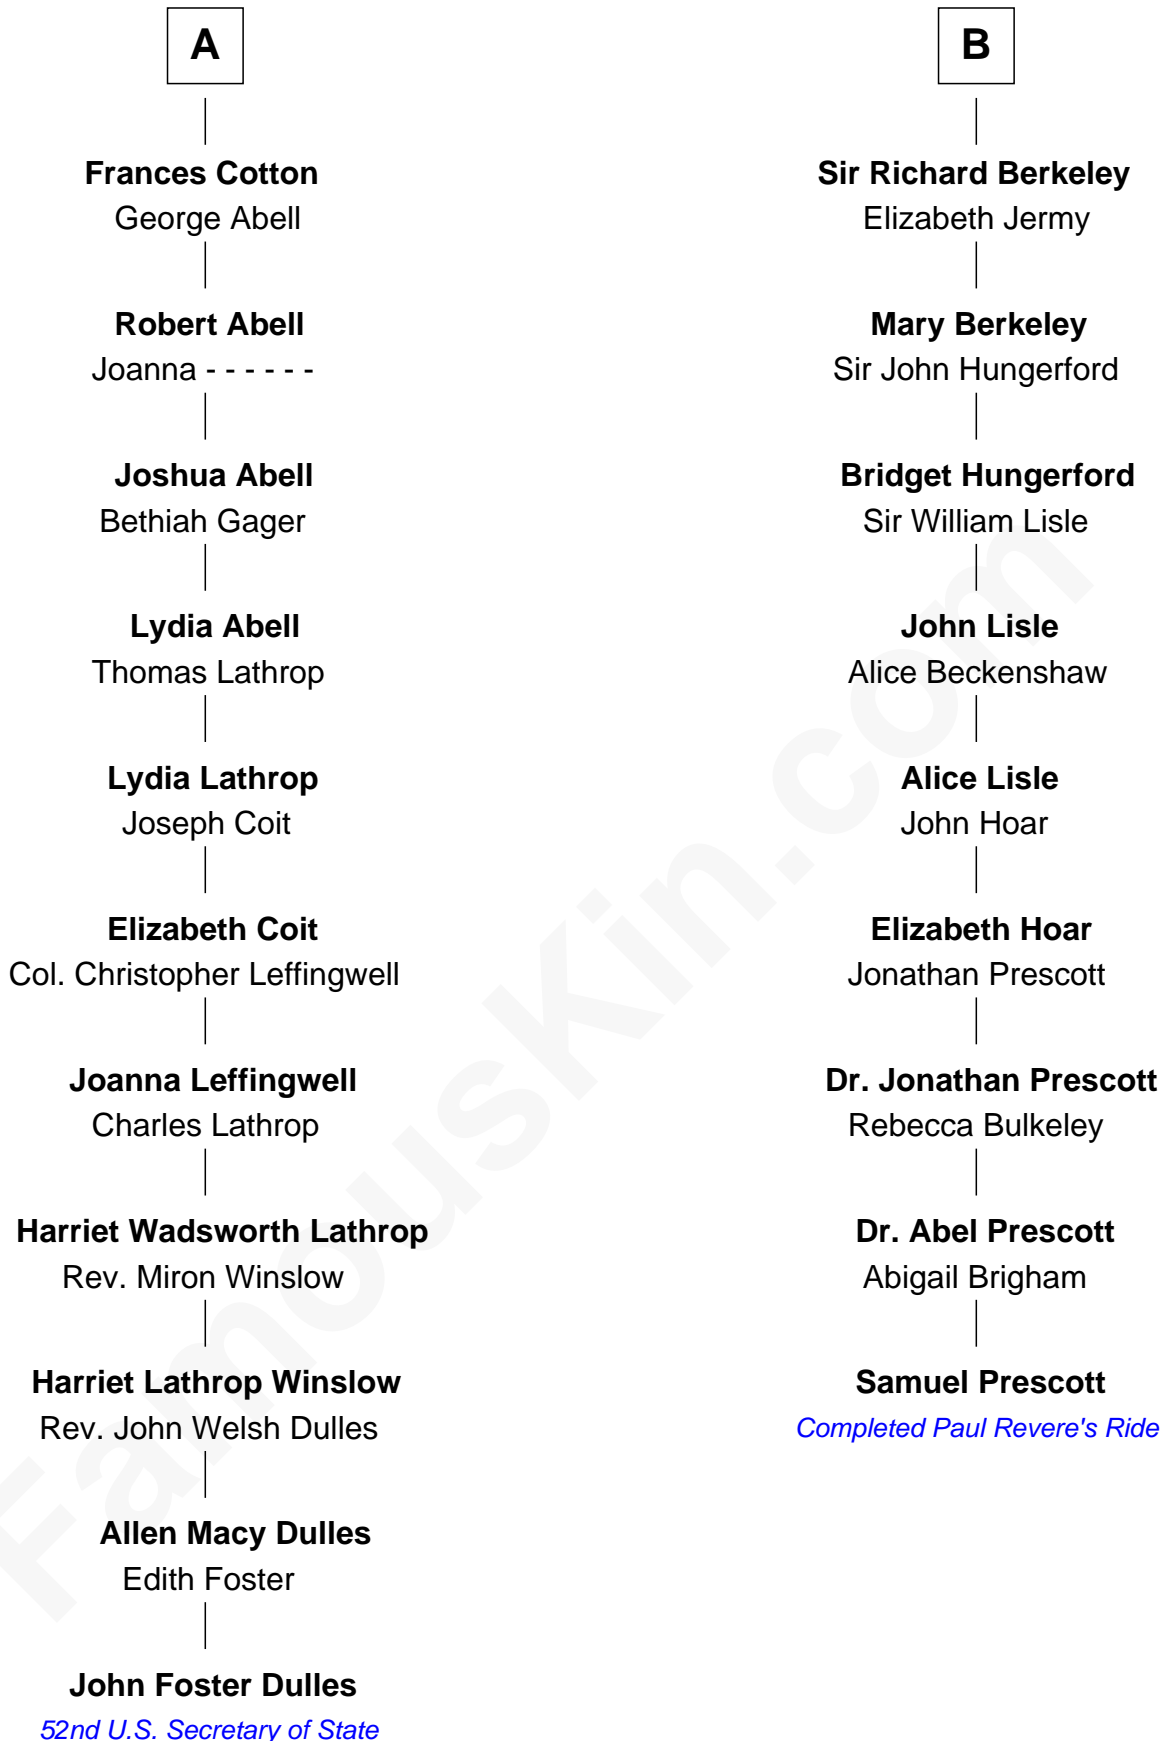 A
Frances Cotton
George Abell
Robert Abell
Joanna - - - - - -
Joshua Abell
Bethiah Gager
Lydia Abell
Thomas Lathrop
Lydia Lathrop
Joseph Coit
Elizabeth Coit
Col. Christopher Leffingwell
Joanna Leffingwell
Charles Lathrop
Harriet Wadsworth Lathrop
Rev. Miron Winslow
Harriet Lathrop Winslow
Rev. John Welsh Dulles
Allen Macy Dulles
Edith Foster
John Foster Dulles
52nd U.S. Secretary of State
B
Sir Richard Berkeley
Elizabeth Jermy
Mary Berkeley
Sir John Hungerford
Bridget Hungerford
Sir William Lisle
John Lisle
Alice Beckenshaw
Alice Lisle
John Hoar
Elizabeth Hoar
Jonathan Prescott
Dr. Jonathan Prescott
Rebecca Bulkeley
Dr. Abel Prescott
Abigail Brigham
Samuel Prescott
Completed Paul Revere's Ride
FamousKin.com